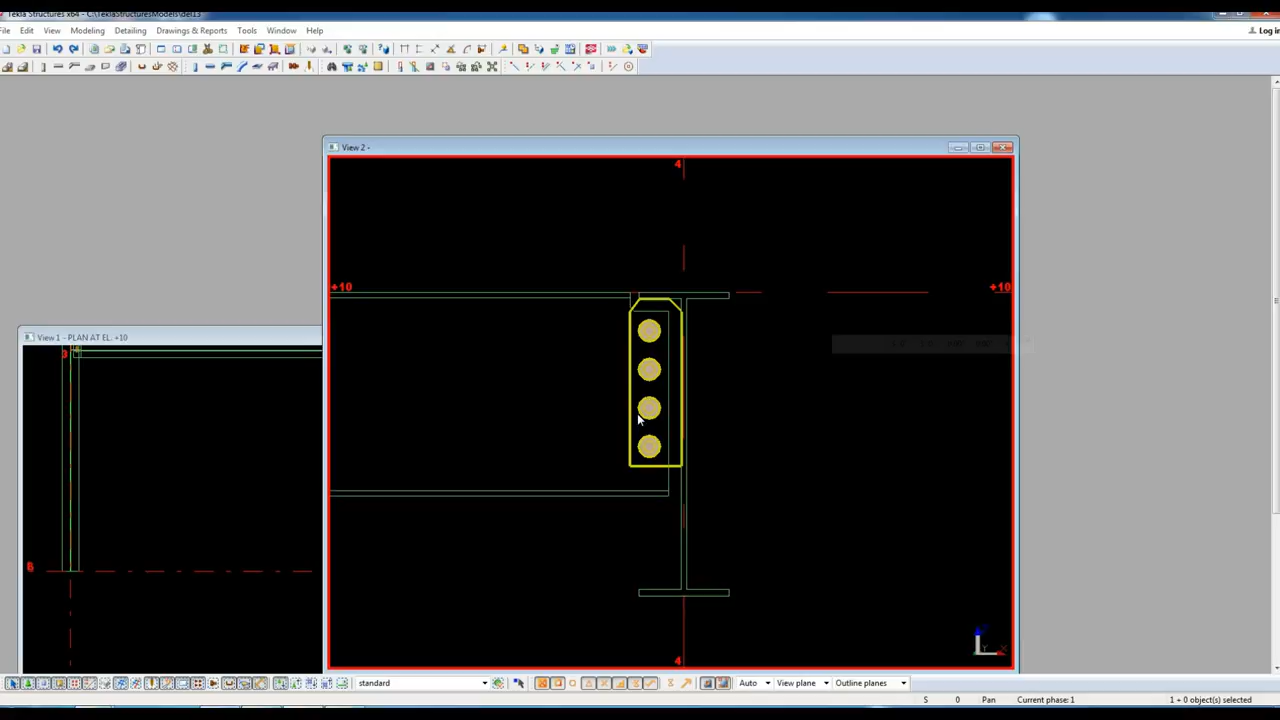 Tekla Structures x64 - C:\TeklaStructuresModels\del13
File Edit View Modeling Detailing Drawings & Reports Tools Window Help
Log in
View 2 -
4
+10 +10
View 1 - PLAN AT EL. +10
3
6
4
standard Auto View plane Outline planes
S 0 Pan Current phase: 1 1 + 0 object(s) selected